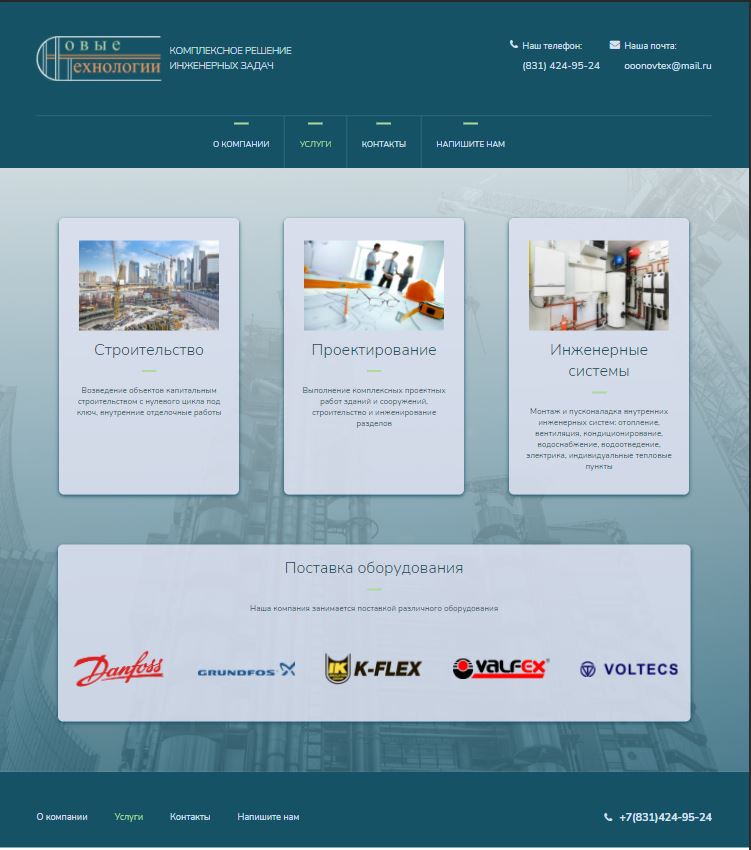 Новые
Технологии
КОМПЛЕКСНОЕ РЕШЕНИЕ
ИНЖЕНЕРНЫХ ЗАДАЧ
Наш телефон:
(831) 424-95-24
Наша почта:
ooonovtex@mail.ru
О КОМПАНИИ
УСЛУГИ
КОНТАКТЫ
НАПИШИТЕ НАМ
Строительство
Возведение объектов капитальным
строительством с нулевого цикла под
ключ, внутренние отделочные работы
Проектирование
Выполнение комплексных проектных
работ зданий и сооружений,
строительство и инженирование
разделов
Инженерные
системы
Монтаж и пусконаладка внутренних
инженерных систем: отопление,
вентиляция, кондиционирование,
водоснабжение, водоотведение,
электрика, индивидуальные тепловые
пункты
Поставка оборудования
Наша компания занимается поставкой различного оборудования
Danfoss
GRUNDFOS
K-FLEX
VALFEX
VOLTECS
О компании
Услуги
Контакты
Напишите нам
+7(831)424-95-24